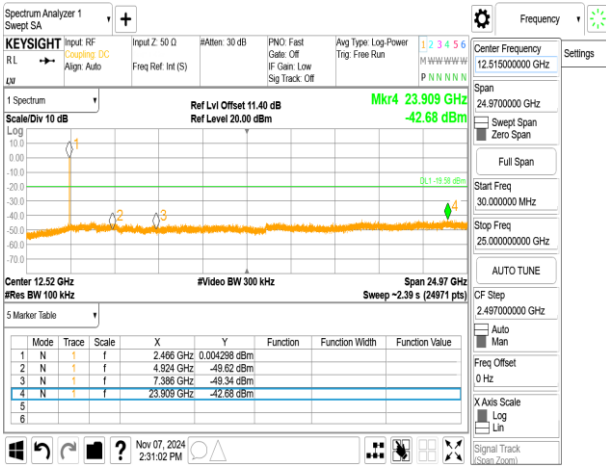 Spectrum Analyzer 1
Swept SA
+
Frequency
Settings
KEYSIGHT
RL
Input: RF
Coupling: DC
Align: Auto
Input Z: 50 Ω
Freq Ref: Int (S)
#Atten: 30 dB
PNO: Fast
Gate: Off
IF Gain: Low
Sig Track: Off
Avg Type: Log-Power
Trig: Free Run
1 2 3 4 5 6
M W W W W W
P N N N N N
1 Spectrum
Scale/Div 10 dB
Ref Lvl Offset 11.40 dB
Ref Level 20.00 dBm
Mkr4 23.909 GHz
-42.68 dBm
Log
10.0
0.00
-10.0
-20.0
-30.0
-40.0
-50.0
-60.0
-70.0
1
2
3
4
DL1 -19.58 dBm
Center 12.52 GHz
#Res BW 100 kHz
#Video BW 300 kHz
Span 24.97 GHz
Sweep ~2.39 s (24971 pts)
5 Marker Table
Mode Trace Scale X Y Function Function Width Function Value
1 N 1 f 2.466 GHz 0.004298 dBm
2 N 1 f 4.924 GHz -49.62 dBm
3 N 1 f 7.386 GHz -49.34 dBm
4 N 1 f 23.909 GHz -42.68 dBm
5
6
?
Nov 07, 2024
2:31:02 PM
Center Frequency
12.515000000 GHz
Span
24.9700000 GHz
Swept Span
Zero Span
Full Span
Start Freq
30.000000 MHz
Stop Freq
25.000000000 GHz
AUTO TUNE
CF Step
2.497000000 GHz
Auto
Man
Freq Offset
0 Hz
X Axis Scale
Log
Lin
Signal Track
(Span Zoom)